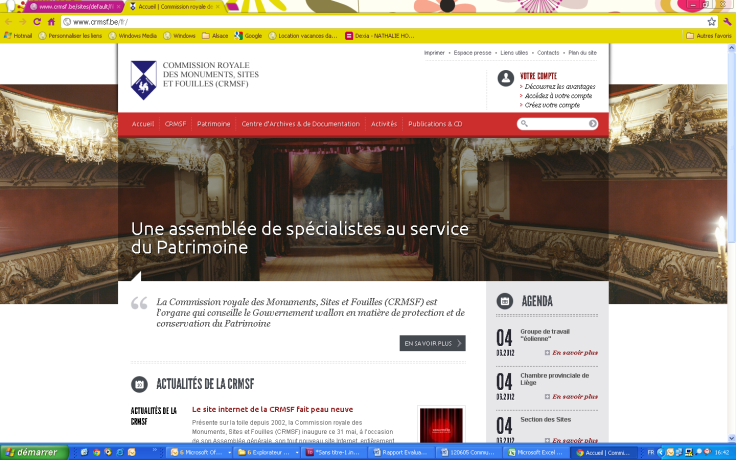 www.crmsf.be/sites/default/fi
Accueil | Commission royale de
www.crmsf.be/fr/
Hotmail
Personnaliser les liens
Windows Media
Windows
Alsace
Google
Location vacances da...
Dexia - NATHALIE HO...
Autres favoris
COMMISSION ROYALE
DES MONUMENTS, SITES
ET FOUILLES (CRMSF)
Imprimer • Espace presse • Liens utiles • Contacts • Plan du site
VOTRE COMPTE
> Découvrez les avantages
> Accédez à votre compte
> Créez votre compte
Accueil
CRMSF
Patrimoine
Centre d'Archives & de Documentation
Activités
Publications & CD
Une assemblée de spécialistes au service
du Patrimoine
La Commission royale des Monuments, Sites et Fouilles (CRMSF) est
l'organe qui conseille le Gouvernement wallon en matière de protection et de
conservation du Patrimoine
EN SAVOIR PLUS
ACTUALITÉS DE LA CRMSF
ACTUALITÉS DE LA
CRMSF
Le site internet de la CRMSF fait peau neuve
Présente sur la toile depuis 2002, la Commission royale des
Monuments, Sites et Fouilles (CRMSF) inaugure ce 31 mai, à l'occasion
de son Assemblée générale, son tout nouveau site Internet, entièrement
AGENDA
04
06.2012
Groupe de travail
"éolienne"
En savoir plus
04
06.2012
Chambre provinciale de
Liège
En savoir plus
04
06.2012
Section des Sites
En savoir plus
démarrer
6 Microsoft Of...
6 Explorateur ...
*Sans titre-1.in...
Rapport Evalua...
120605 Commu...
Microsoft Excel ...
Accueil | Commi...
FR
16:42